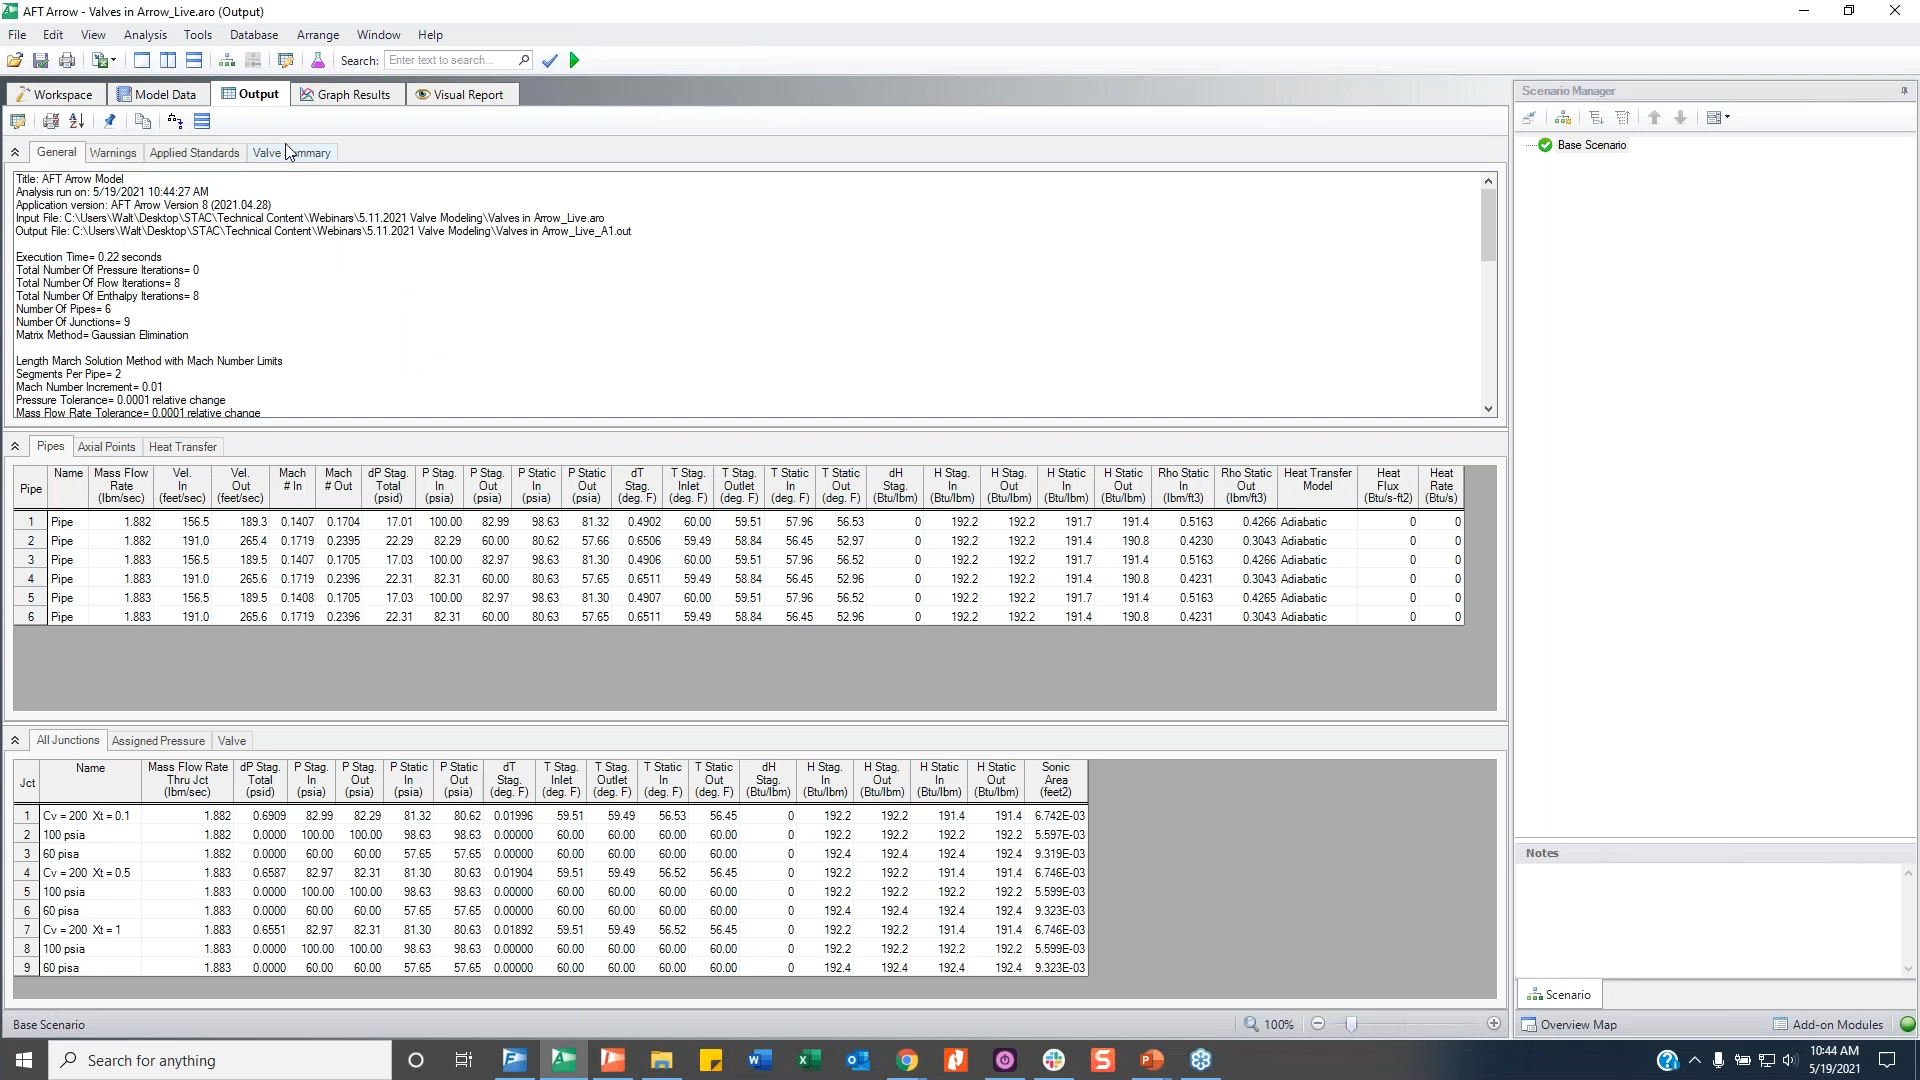 AFT Arrow - Valves in Arrow_Live.aro (Output)
File Edit View Analysis Tools Database Arrange Window Help
Search: Enter text to search...
Workspace Model Data Output Graph Results Visual Report
General Warnings Applied Standards Valve
Title: AFT Arrow Model
Analysis run on: 5/19/2021 10:44:27 AM
Application version: AFT Arrow Version 8 (2021.04.28)
Input File: C:\Users\Walt\Desktop\STAC\Technical Content\Webinars\5.11.2021 Valve Modeling\Valves in Arrow_Live.aro
Output File: C:\Users\Walt\Desktop\STAC\Technical Content\Webinars\5.11.2021 Valve Modeling\Valves in Arrow_Live_A1.out
Execution Time= 0.22 seconds
Total Number Of Pressure Iterations= 0
Total Number Of Flow Iterations= 8
Total Number Of Enthalpy Iterations= 8
Number Of Pipes= 6
Number Of Junctions= 9
Matrix Method= Gaussian Elimination
Length March Solution Method with Mach Number Limits
Segments Per Pipe= 2
Mach Number Increment= 0.01
Pressure Tolerance= 0.0001 relative change
Mass Flow Rate Tolerance= 0.0001 relative change
Pipes Axial Points Heat Transfer
Pipe Name Mass Flow Rate (lbm/sec) Vel. In (feet/sec) Vel. Out (feet/sec) Mach # In Mach # Out dP Stag. Total (psid) P Stag. In (psia) P Stag. Out (psia) P Static In (psia) P Static Out (psia) dT Stag. (deg. F) T Stag. Inlet (deg. F) T Stag. Outlet (deg. F) T Static In (deg. F) T Static Out (deg. F) dH Stag. (Btu/lbm) H Stag. In (Btu/lbm) H Stag. Out (Btu/lbm) H Static In (Btu/lbm) H Static Out (Btu/lbm) Rho Static In (lbm/ft3) Rho Static Out (lbm/ft3) Heat Transfer Model Heat Flux (Btu/s-ft2) Heat Rate (Btu/s)
1 Pipe 1.882 156.5 189.3 0.1407 0.1704 17.01 100.00 82.99 98.63 81.32 0.4902 60.00 59.51 57.96 56.53 0 192.2 192.2 191.7 191.4 0.5163 0.4266 Adiabatic 0 0
2 Pipe 1.882 191.0 265.4 0.1719 0.2395 22.29 82.29 60.00 80.62 57.66 0.6506 59.49 58.84 56.45 52.97 0 192.2 192.2 191.4 190.8 0.4230 0.3043 Adiabatic 0 0
3 Pipe 1.883 156.5 189.5 0.1407 0.1705 17.03 100.00 82.97 98.63 81.30 0.4906 60.00 59.51 57.96 56.52 0 192.2 192.2 191.7 191.4 0.5163 0.4266 Adiabatic 0 0
4 Pipe 1.883 191.0 265.6 0.1719 0.2396 22.31 82.31 60.00 80.63 57.65 0.6511 59.49 58.84 56.45 52.96 0 192.2 192.2 191.4 190.8 0.4231 0.3043 Adiabatic 0 0
5 Pipe 1.883 156.5 189.5 0.1408 0.1705 17.03 100.00 82.97 98.63 81.30 0.4907 60.00 59.51 57.96 56.52 0 192.2 192.2 191.7 191.4 0.5163 0.4265 Adiabatic 0 0
6 Pipe 1.883 191.0 265.6 0.1719 0.2396 22.31 82.31 60.00 80.63 57.65 0.6511 59.49 58.84 56.45 52.96 0 192.2 192.2 191.4 190.8 0.4231 0.3043 Adiabatic 0 0
All Junctions Assigned Pressure Valve
Jct Name Mass Flow Rate Thru Jct (lbm/sec) dP Stag. Total (psid) P Stag. In (psia) P Stag. Out (psia) P Static In (psia) P Static Out (psia) dT Stag. (deg. F) T Stag. Inlet (deg. F) T Stag. Outlet (deg. F) T Static In (deg. F) T Static Out (deg. F) dH Stag. (Btu/lbm) H Stag. In (Btu/lbm) H Stag. Out (Btu/lbm) H Static In (Btu/lbm) H Static Out (Btu/lbm) Sonic Area (feet2)
1 Cv = 200 Xt = 0.1 1.882 0.6909 82.99 82.29 81.32 80.62 0.01996 59.51 59.49 56.53 56.45 0 192.2 192.2 191.4 191.4 6.742E-03
2 100 psia 1.882 0.0000 100.00 100.00 98.63 98.63 0.00000 60.00 60.00 60.00 60.00 0 192.2 192.2 192.2 192.2 5.597E-03
3 60 pisa 1.882 0.0000 60.00 60.00 57.65 57.65 0.00000 60.00 60.00 60.00 60.00 0 192.4 192.4 192.4 192.4 9.319E-03
4 Cv = 200 Xt = 0.5 1.883 0.6587 82.97 82.31 81.30 80.63 0.01904 59.51 59.49 56.52 56.45 0 192.2 192.2 191.4 191.4 6.746E-03
5 100 psia 1.883 0.0000 100.00 100.00 98.63 98.63 0.00000 60.00 60.00 60.00 60.00 0 192.2 192.2 192.2 192.2 5.599E-03
6 60 pisa 1.883 0.0000 60.00 60.00 57.65 57.65 0.00000 60.00 60.00 60.00 60.00 0 192.4 192.4 192.4 192.4 9.323E-03
7 Cv = 200 Xt = 1 1.883 0.6551 82.97 82.31 81.30 80.63 0.01892 59.51 59.49 56.52 56.45 0 192.2 192.2 191.4 191.4 6.746E-03
8 100 psia 1.883 0.0000 100.00 100.00 98.63 98.63 0.00000 60.00 60.00 60.00 60.00 0 192.2 192.2 192.2 192.2 5.599E-03
9 60 pisa 1.883 0.0000 60.00 60.00 57.65 57.65 0.00000 60.00 60.00 60.00 60.00 0 192.4 192.4 192.4 192.4 9.323E-03
Base Scenario
100%
Scenario Manager
Base Scenario
Notes
Scenario
Overview Map Add-on Modules
Search for anything
10:44 AM
5/19/2021